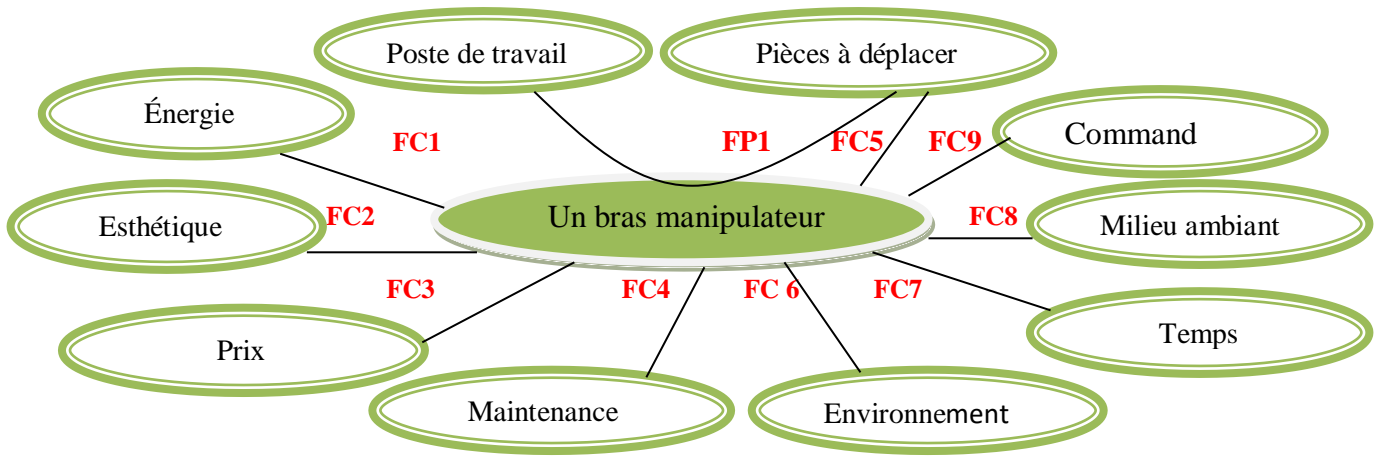 Poste de travail
Pièces à déplacer
Énergie
FC1
FP1
FC5
FC9
Command
Esthétique
FC2
Un bras manipulateur
FC8
Milieu ambiant
FC3
FC4
FC 6
FC7
Prix
Temps
Maintenance
Environnement